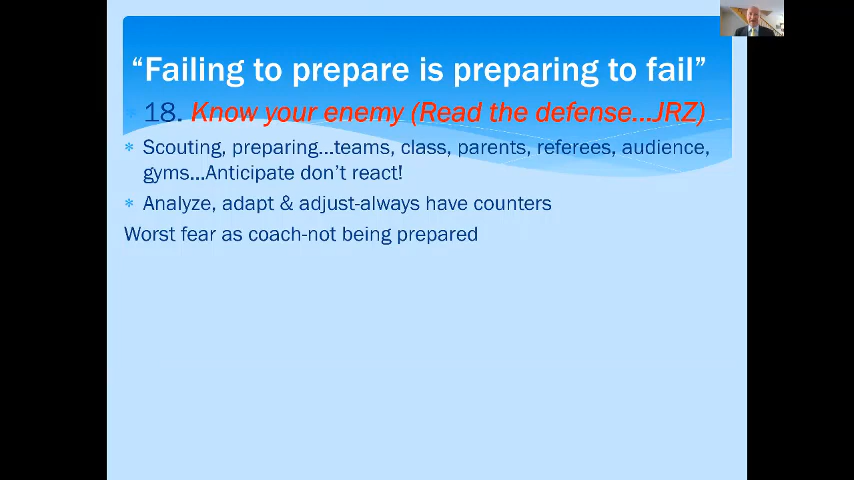 “Failing to prepare is preparing to fail”
18. Know your enemy (Read the defense...JRZ)
* Scouting, preparing...teams, class, parents, referees, audience,
gyms...Anticipate don’t react!
* Analyze, adapt & adjust-always have counters
Worst fear as coach-not being prepared